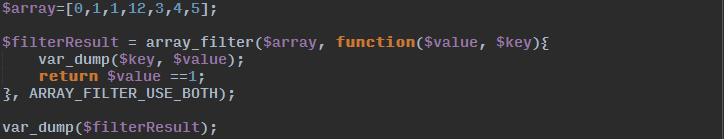 $array=[0,1,1,12,3,4,5];
$filterResult = array_filter($array, function($value, $key){
var_dump($key, $value);
return $value ==1;
}, ARRAY_FILTER_USE_BOTH);
var_dump($filterResult);